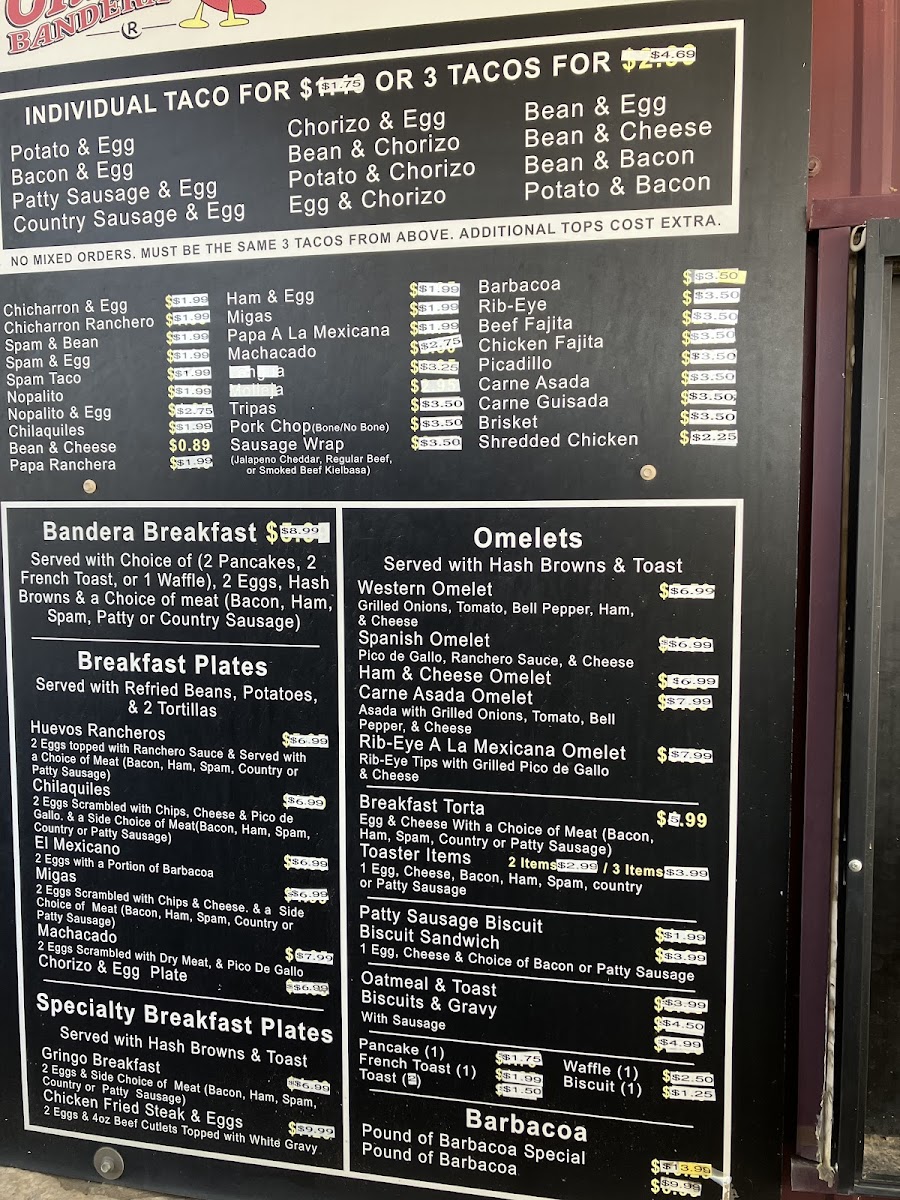 BANDERA
®
INDIVIDUAL TACO FOR $1.75 OR 3 TACOS FOR $4.69
Potato & Egg
Bacon & Egg
Patty Sausage & Egg
Country Sausage & Egg
Chorizo & Egg
Bean & Chorizo
Potato & Chorizo
Egg & Chorizo
Bean & Egg
Bean & Cheese
Bean & Bacon
Potato & Bacon
NO MIXED ORDERS. MUST BE THE SAME 3 TACOS FROM ABOVE. ADDITIONAL TOPS COST EXTRA.
Chicharron & Egg $1.99
Chicharron Ranchero $1.99
Spam & Bean $1.99
Spam & Egg $1.99
Spam Taco $1.99
Nopalito $1.99
Nopalito & Egg $2.75
Chilaquiles $1.99
Bean & Cheese $0.89
Papa Ranchera $1.99
Ham & Egg $1.99
Migas $1.99
Papa A La Mexicana $1.99
Machacado $2.75
$3.25
Tripas $3.50
Pork Chop(Bone/No Bone) $3.50
Sausage Wrap $3.50
(Jalapeno Cheddar, Regular Beef,
or Smoked Beef Kielbasa)
Barbacoa $3.50
Rib-Eye $3.50
Beef Fajita $3.50
Chicken Fajita $3.50
Picadillo $3.50
Carne Asada $3.50
Carne Guisada $3.50
Brisket $3.50
Shredded Chicken $2.25
Bandera Breakfast $8.99
Served with Choice of (2 Pancakes, 2
French Toast, or 1 Waffle), 2 Eggs, Hash
Browns & a Choice of meat (Bacon, Ham,
Spam, Patty or Country Sausage)
Breakfast Plates
Served with Refried Beans, Potatoes,
& 2 Tortillas
Huevos Rancheros $6.99
2 Eggs topped with Ranchero Sauce & Served with
a Choice of Meat (Bacon, Ham, Spam, Country or
Patty Sausage)
Chilaquiles $6.99
2 Eggs Scrambled with Chips, Cheese & Pico de
Gallo. & a Side Choice of Meat(Bacon, Ham, Spam,
Country or Patty Sausage)
El Mexicano $6.99
2 Eggs with a Portion of Barbacoa
Migas $6.99
2 Eggs Scrambled with Chips & Cheese. & a Side
Choice of Meat (Bacon, Ham, Spam, Country or
Patty Sausage)
Machacado $7.99
2 Eggs Scrambled with Dry Meat, & Pico De Gallo
Chorizo & Egg Plate $6.99
Specialty Breakfast Plates
Served with Hash Browns & Toast
Gringo Breakfast $6.99
2 Eggs & Side Choice of Meat (Bacon, Ham, Spam,
Country or Patty Sausage)
Chicken Fried Steak & Eggs $9.99
2 Eggs & 4oz Beef Cutlets Topped with White Gravy
Omelets
Served with Hash Browns & Toast
Western Omelet $6.99
Grilled Onions, Tomato, Bell Pepper, Ham,
& Cheese
Spanish Omelet $6.99
Pico de Gallo, Ranchero Sauce, & Cheese
Ham & Cheese Omelet $6.99
Carne Asada Omelet $7.99
Asada with Grilled Onions, Tomato, Bell
Pepper, & Cheese
Rib-Eye A La Mexicana Omelet $7.99
Rib-Eye Tips with Grilled Pico de Gallo
& Cheese
Breakfast Torta
Egg & Cheese With a Choice of Meat (Bacon,
Ham, Spam, Country or Patty Sausage)
Toaster Items 2 Items $2.99 / 3 Items $3.99
1 Egg, Cheese, Bacon, Ham, Spam, country
or Patty Sausage
Patty Sausage Biscuit $1.99
Biscuit Sandwich $3.99
1 Egg, Cheese & Choice of Bacon or Patty Sausage
Oatmeal & Toast $3.99
Biscuits & Gravy $4.50
With Sausage $4.99
Pancake (1) $1.75
French Toast (1) $1.99
Toast (2) $1.50
Waffle (1) $2.50
Biscuit (1) $1.25
Barbacoa
Pound of Barbacoa Special $13.99
Pound of Barbacoa $9.99